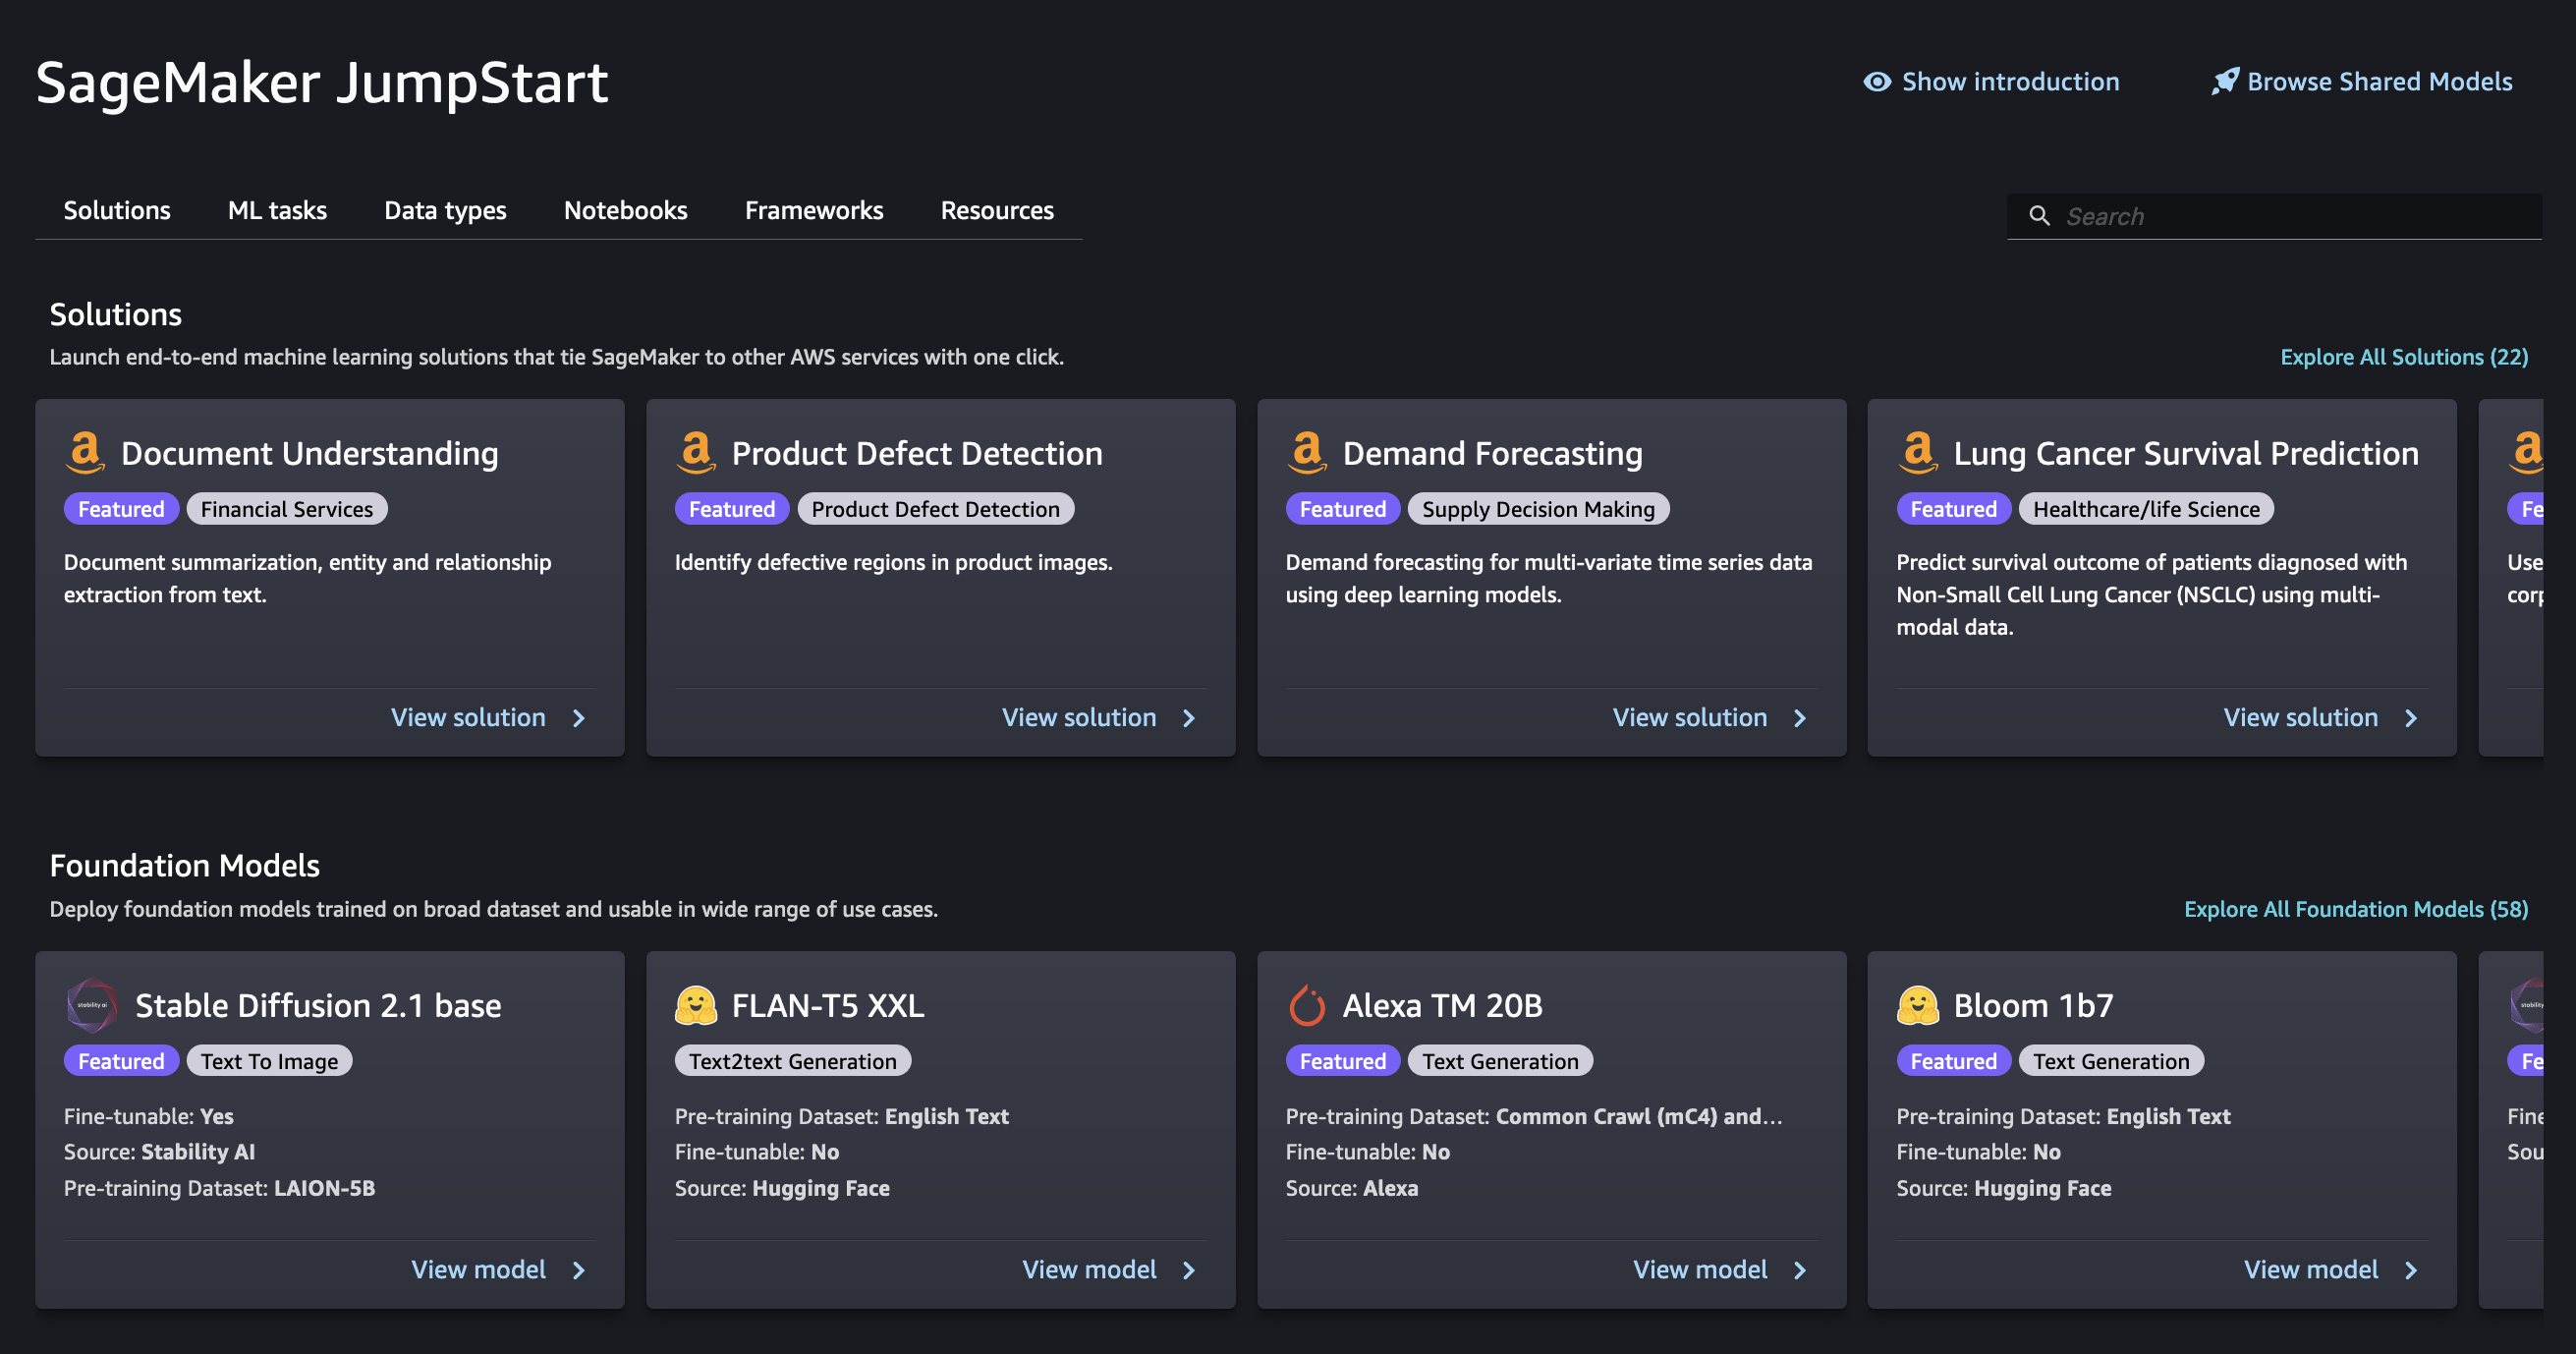 SageMaker JumpStart
Show introduction
Browse Shared Models
Solutions
ML tasks
Data types
Notebooks
Frameworks
Resources
Search
Solutions
Launch end-to-end machine learning solutions that tie SageMaker to other AWS services with one click.
Explore All Solutions (22)
Document Understanding
Featured
Financial Services
Document summarization, entity and relationship
extraction from text.
View solution
Product Defect Detection
Featured
Product Defect Detection
Identify defective regions in product images.
View solution
Demand Forecasting
Featured
Supply Decision Making
Demand forecasting for multi-variate time series data
using deep learning models.
View solution
Lung Cancer Survival Prediction
Featured
Healthcare/life Science
Predict survival outcome of patients diagnosed with
Non-Small Cell Lung Cancer (NSCLC) using multi-
modal data.
View solution
Fe
Use
corp
Foundation Models
Deploy foundation models trained on broad dataset and usable in wide range of use cases.
Explore All Foundation Models (58)
stability ai
Stable Diffusion 2.1 base
Featured
Text To Image
Fine-tunable: Yes
Source: Stability AI
Pre-training Dataset: LAION-5B
View model
FLAN-T5 XXL
Text2text Generation
Pre-training Dataset: English Text
Fine-tunable: No
Source: Hugging Face
View model
Alexa TM 20B
Featured
Text Generation
Pre-training Dataset: Common Crawl (mC4) and...
Fine-tunable: No
Source: Alexa
View model
Bloom 1b7
Featured
Text Generation
Pre-training Dataset: English Text
Fine-tunable: No
Source: Hugging Face
View model
stability
Fe
Fine
Sou